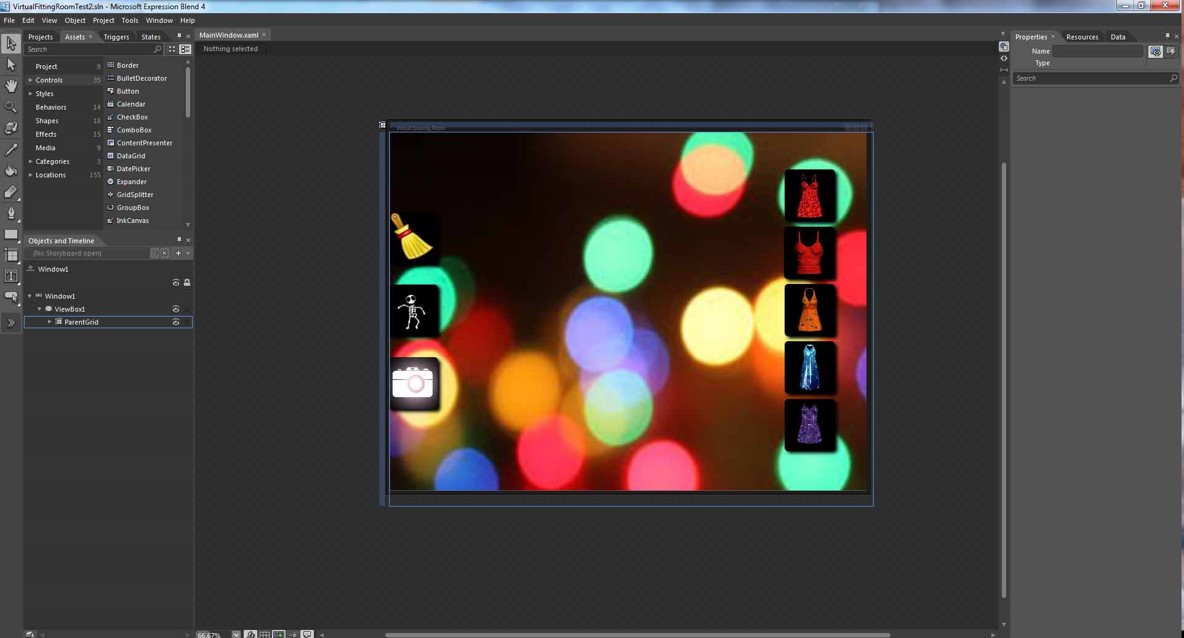 VirtualFittingRoomTest2.sln - Microsoft Expression Blend 4
File Edit View Object Project Tools Window Help
Projects Assets × Triggers States
MainWindow.xaml ×
Properties × Resources Data
Search
Nothing selected
Name
Type
Search
Project 9
Controls 35
Styles
Behaviors 14
Shapes 18
Effects 15
Media 9
Categories 3
Locations 155
Border
BulletDecorator
Button
Calendar
CheckBox
ComboBox
ContentPresenter
DataGrid
DatePicker
Expander
GridSplitter
GroupBox
InkCanvas
Objects and Timeline
(No Storyboard open)
Window1
Window1
ViewBox1
ParentGrid
66.67%